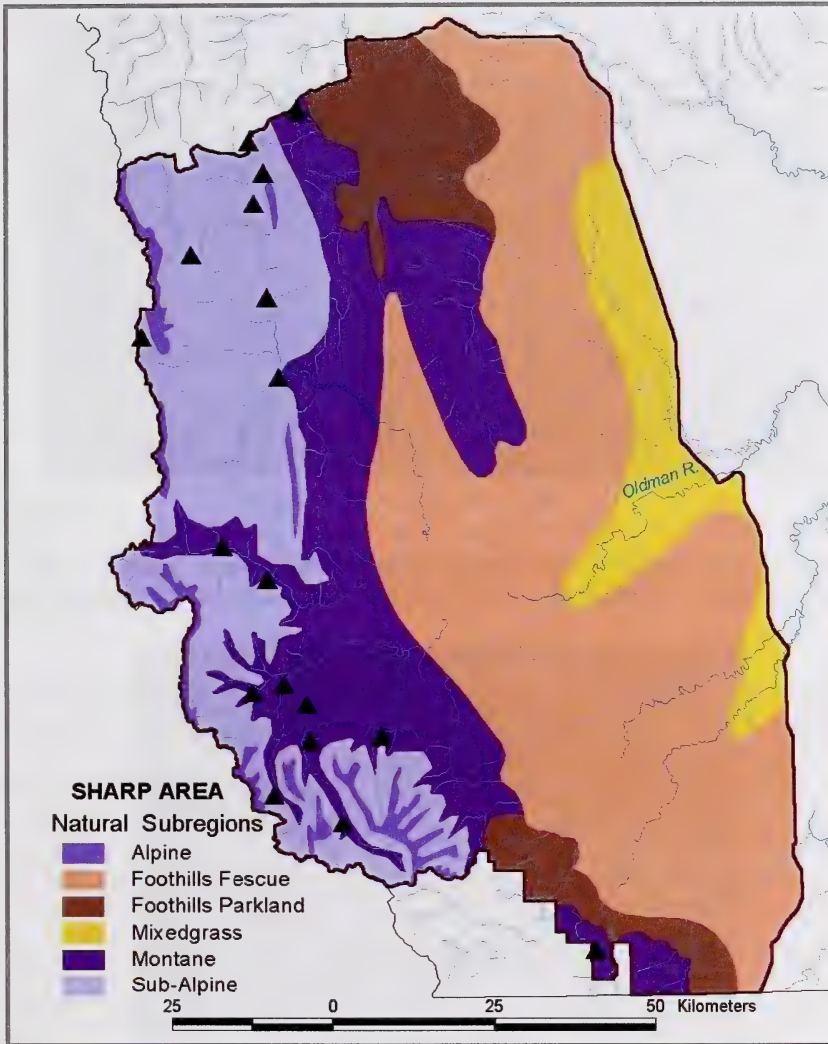 Oldman R.
SHARP AREA
Natural Subregions
Alpine
Foothills Fescue
Foothills Parkland
Mixedgrass
Montane
Sub-Alpine
25 0 25 50 Kilometers